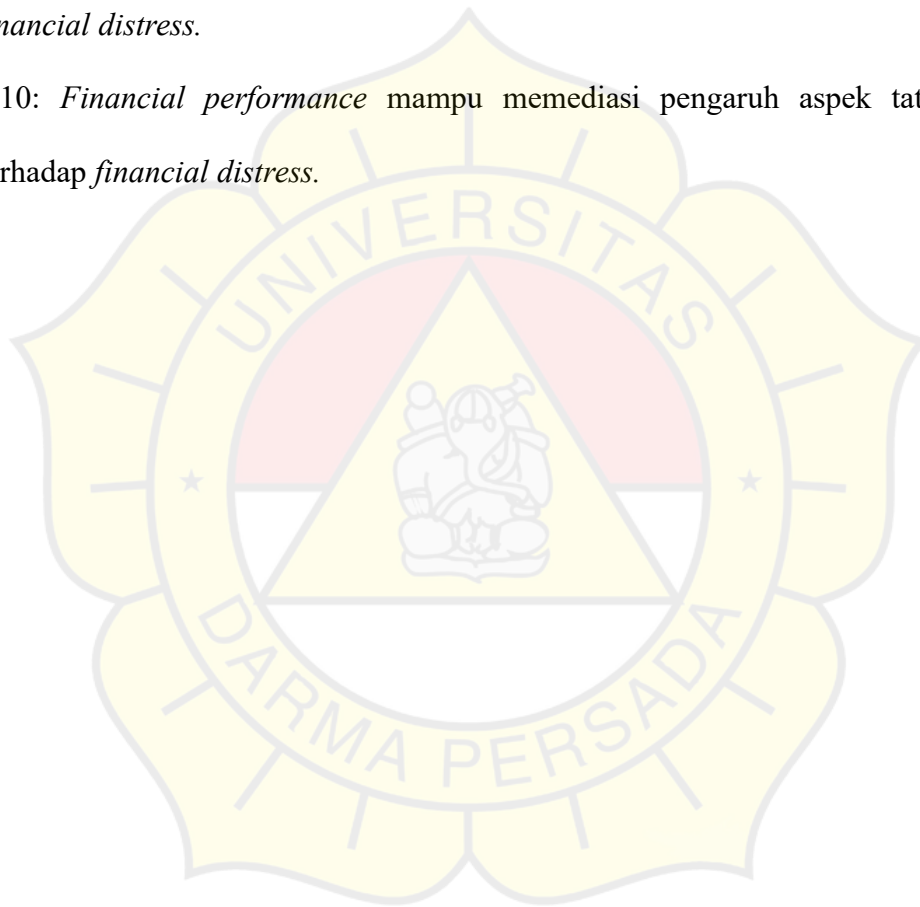 nancial distress.
10: Financial performance mampu memediasi pengaruh aspek tat
rhadap financial distress.
UNIVERSITAS
DARMA PERSADA